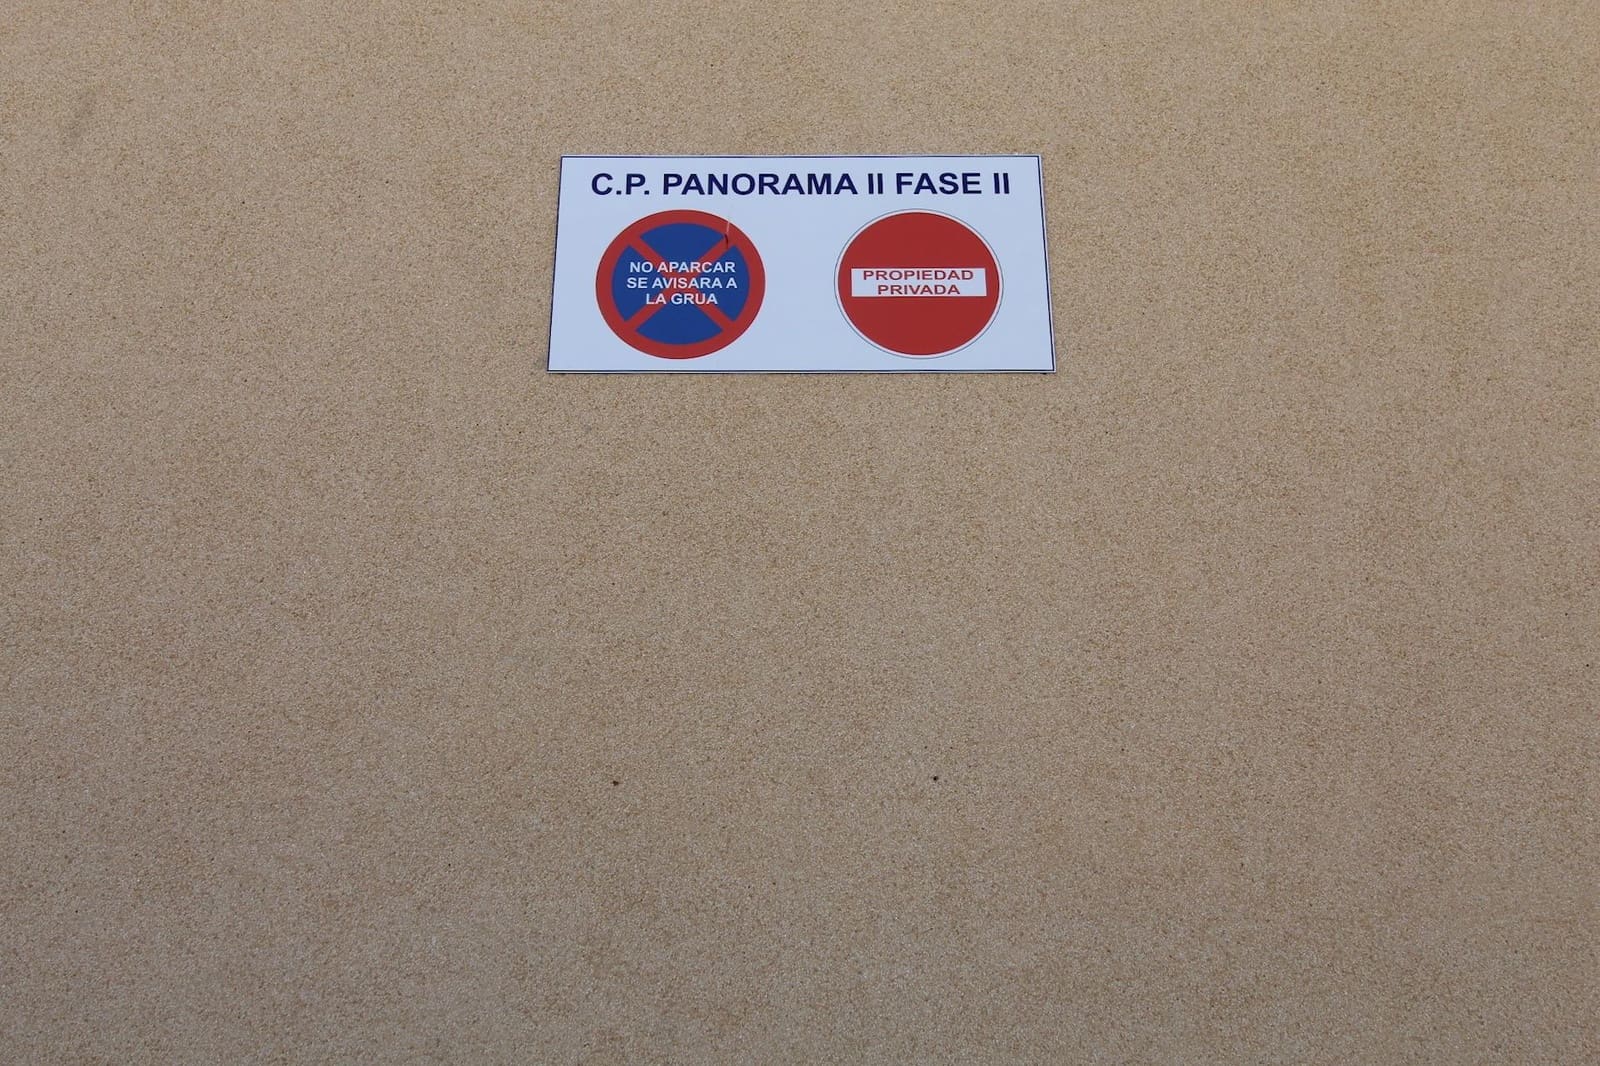 C.P. PANORAMA II FASE II
NO APARCAR
SE AVISARA A
LA GRUA
PROPIEDAD
PRIVADA